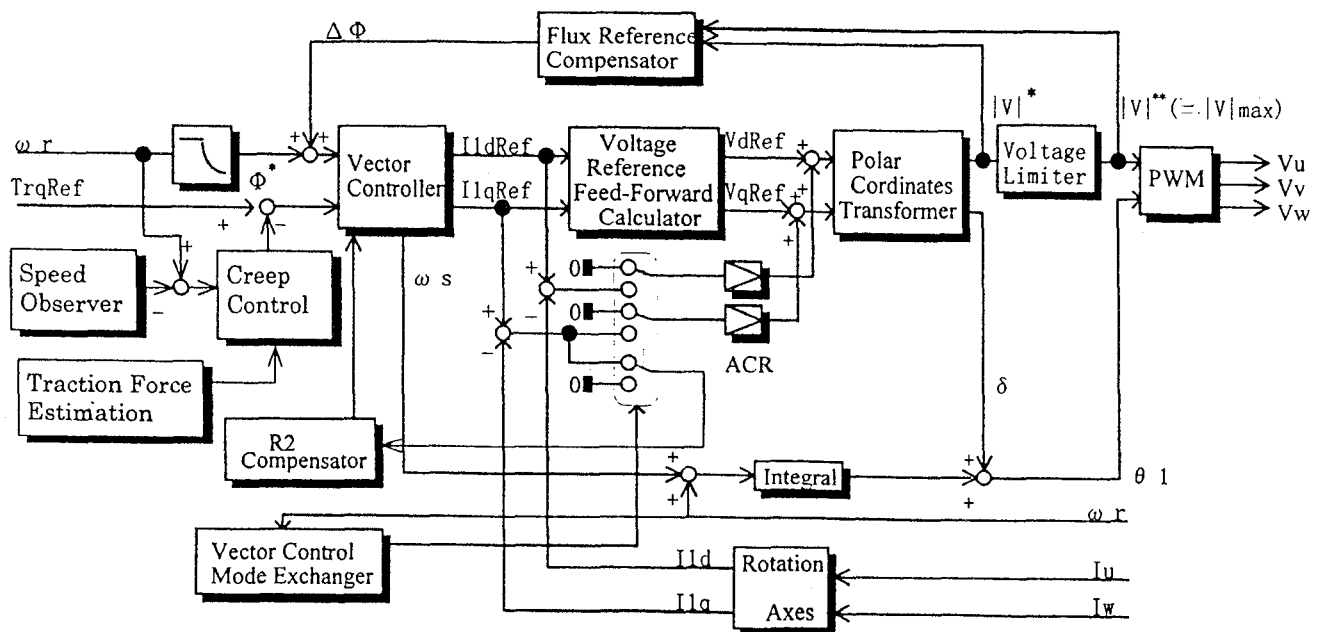 Δ Φ
Flux Reference
Compensator
|V|*
|V|**(= |V|max)
ω r
TrqRef
Φ*
+
+
+
−
Vector
Controller
I1dRef
I1qRef
Voltage
Reference
Feed-Forward
Calculator
VdRef
VqRef
+
+
+
+
Polar
Cordinates
Transformer
Voltage
Limiter
PWM
Vu
Vv
Vw
Speed
Observer
+
−
Creep
Control
ω s
+
−
+
−
0
0
0
ACR
δ
Traction Force
Estimation
R2
Compensator
+
+
Integral
+
+
θ 1
ω r
Vector Control
Mode Exchanger
I1d
I1q
Rotation
Axes
Iu
Iw